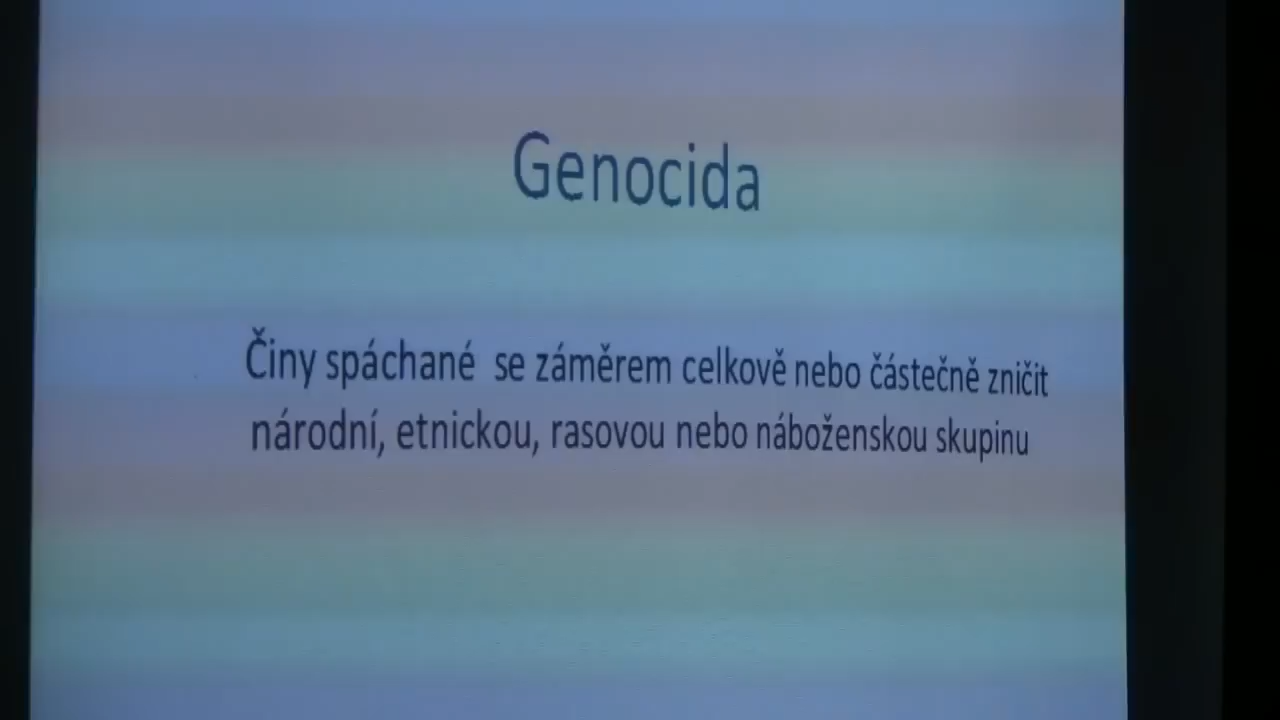 Genocida
Činy spáchané se záměrem celkově nebo částečně zničit
národní, etnickou, rasovou nebo náboženskou skupinu